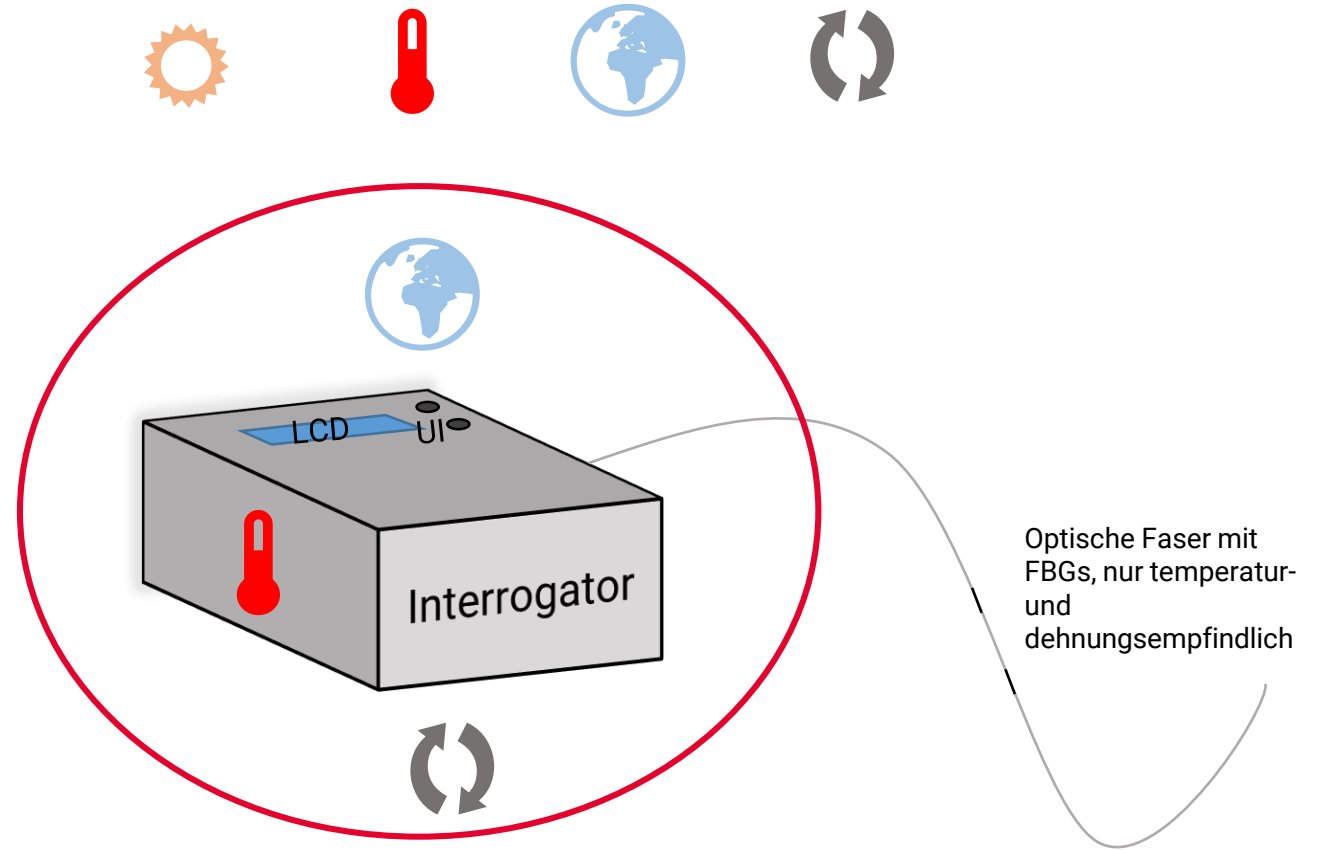 LCD
UI
Interrogator
Optische Faser mit
FBGs, nur temperatur-
und
dehnungsempfindlich